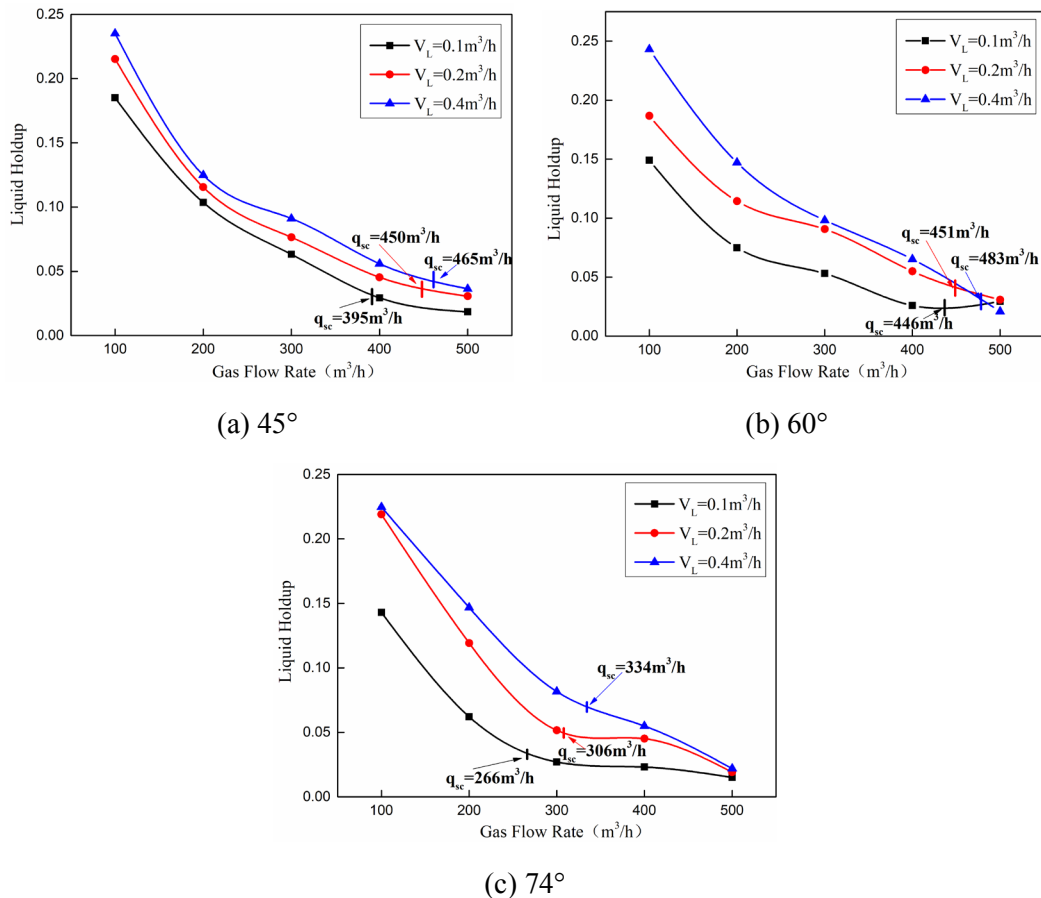 V_L=0.1m³/h
V_L=0.2m³/h
V_L=0.4m³/h
0.25
0.20
0.15
0.10
0.05
0.00
Liquid Holdup
q_sc=450m³/h
q_sc=465m³/h
q_sc=395m³/h
100 200 300 400 500
Gas Flow Rate（m³/h）
(a) 45°
V_L=0.1m³/h
V_L=0.2m³/h
V_L=0.4m³/h
0.25
0.20
0.15
0.10
0.05
0.00
Liquid Holdup
q_sc=451m³/h
q_sc=483m³/h
q_sc=446m³/h
100 200 300 400 500
Gas Flow Rate（m³/h）
(b) 60°
V_L=0.1m³/h
V_L=0.2m³/h
V_L=0.4m³/h
0.25
0.20
0.15
0.10
0.05
0.00
Liquid Holdup
q_sc=334m³/h
q_sc=306m³/h
q_sc=266m³/h
100 200 300 400 500
Gas Flow Rate（m³/h）
(c) 74°